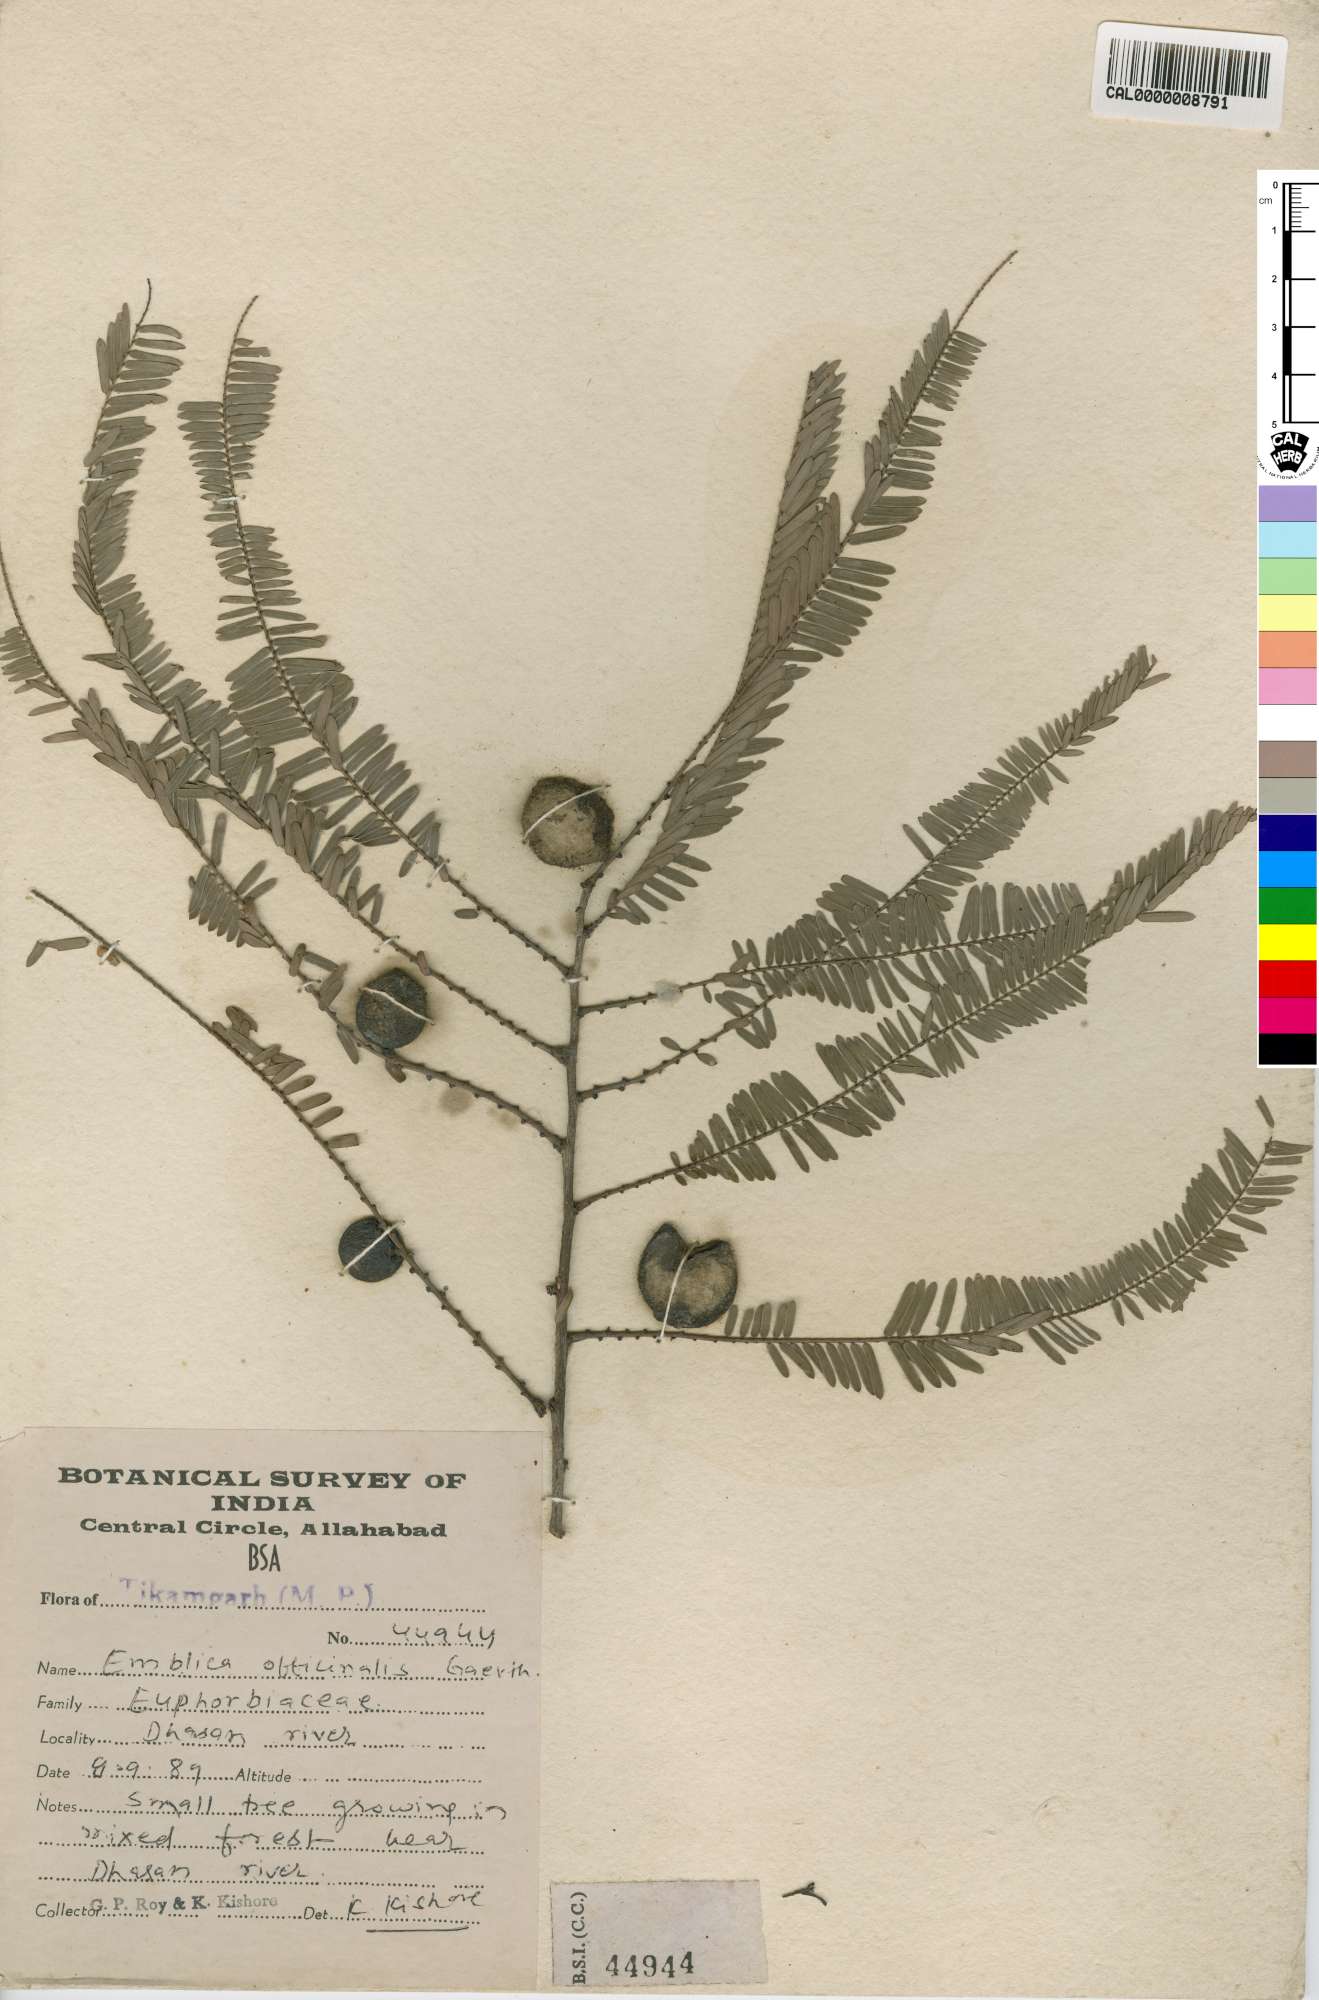 CAL0000008791
0
cm
1
2
3
4
5
CAL
HERB
BOTANICAL SURVEY OF
INDIA
Central Circle, Allahabad
BSA
Flora of Tikamgarh (M. P.)
No. 44944
Name Emblica officinalis Gaertn.
Family Euphorbiaceae
Locality Dhasan river
Date 9.9.89 Altitude
Notes Small tree growing in
mixed forest near
Dhasan river.
Collector G. P. Roy & K. Kishore Det. K Kishore
B.S.I. (C.C.)
44944